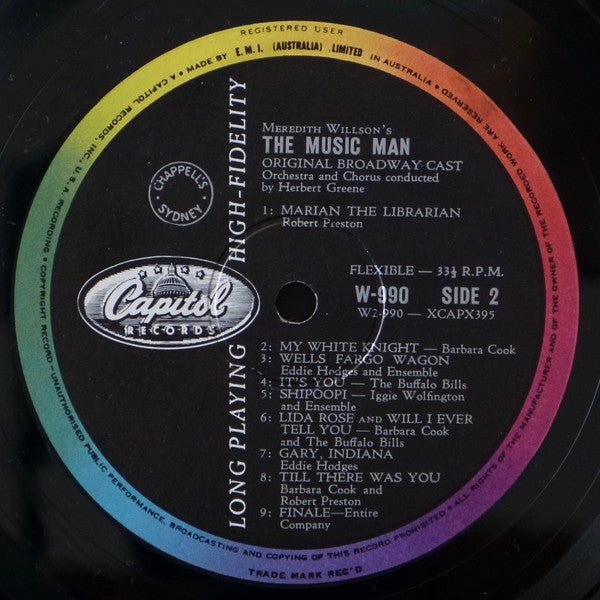 REGISTERED USER
• MADE BY E.M.I. (AUSTRALIA) LIMITED IN AUSTRALIA •
ALL RIGHTS OF THE MANUFACTURER AND OF THE OWNER OF THE RECORDED WORK ARE RESERVED
UNAUTHORISED PUBLIC PERFORMANCE, BROADCASTING AND COPYING OF THIS RECORD PROHIBITED •
A CAPITOL RECORDS, INC., U.S.A. RECORDING • COPYRIGHT RECORD —
TRADE MARK REG'D
LONG PLAYING HIGH-FIDELITY
CHAPPELL'S
SYDNEY
Capitol
RECORDS
MEREDITH WILLSON'S
THE MUSIC MAN
ORIGINAL BROADWAY CAST
Orchestra and Chorus conducted
by Herbert Greene
1: MARIAN THE LIBRARIAN
Robert Preston
FLEXIBLE — 33⅓ R.P.M.
W-990 SIDE 2
W2-990 — XCAPX395
2: MY WHITE KNIGHT — Barbara Cook
3: WELLS FARGO WAGON
Eddie Hodges and Ensemble
4: IT'S YOU — The Buffalo Bills
5: SHIPOOPI — Iggie Wolfington
and Ensemble
6: LIDA ROSE AND WILL I EVER
TELL YOU — Barbara Cook
and The Buffalo Bills
7: GARY, INDIANA
Eddie Hodges
8: TILL THERE WAS YOU
Barbara Cook and
Robert Preston
9: FINALE—Entire
Company